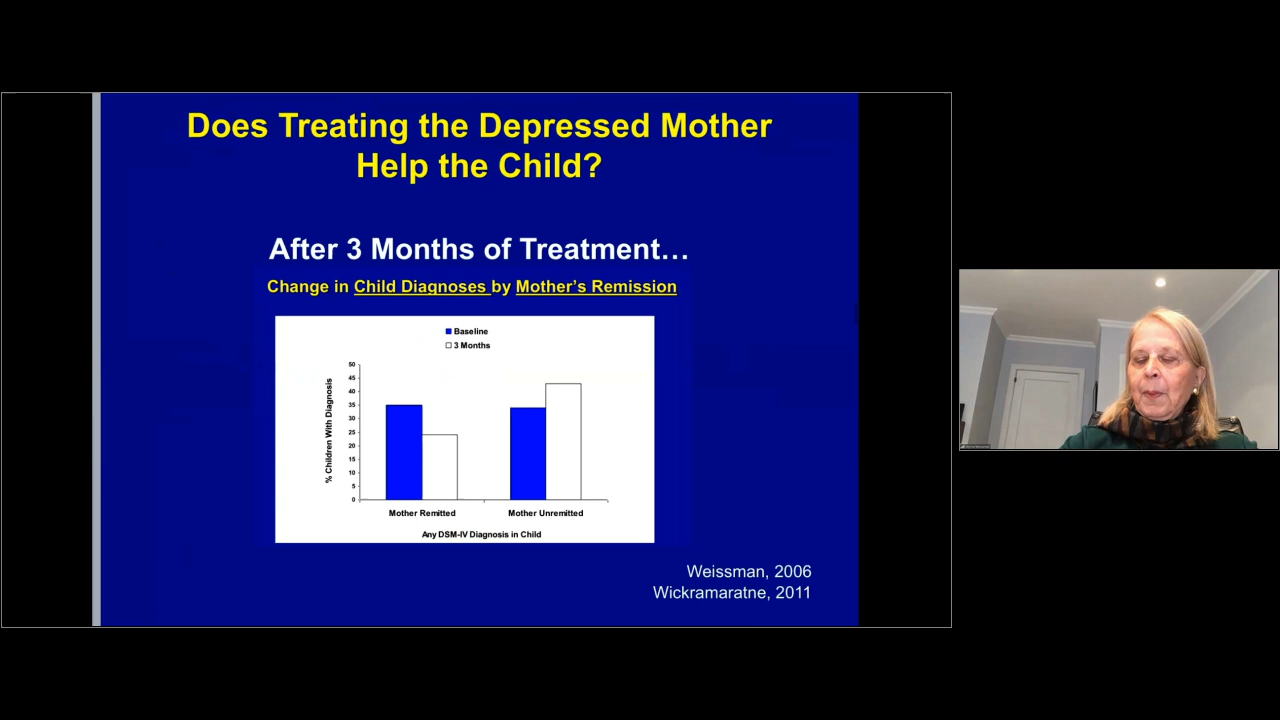 Does Treating the Depressed Mother
Help the Child?
After 3 Months of Treatment…
Change in Child Diagnoses by Mother's Remission
Baseline
3 Months
% Children With Diagnosis
50
45
40
35
30
25
20
15
10
5
0
Mother Remitted
Mother Unremitted
Any DSM-IV Diagnosis in Child
Weissman, 2006
Wickramaratne, 2011